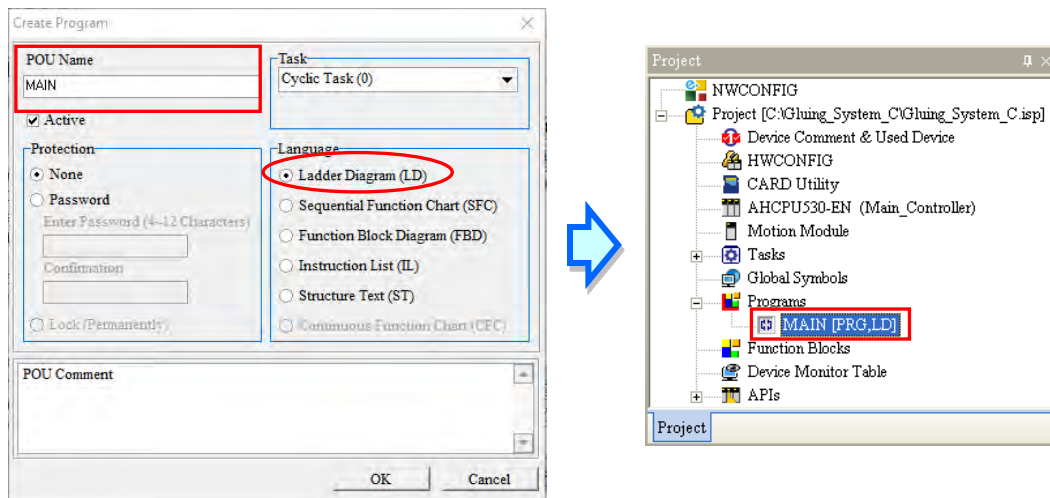 Create Program
POU Name
MAIN
Active
Task
Cyclic Task (0)
Protection
None
Password
Enter Password (4~12 Characters)
Confirmation
Lock (Permanently)
Language
Ladder Diagram (LD)
Sequential Function Chart (SFC)
Function Block Diagram (FBD)
Instruction List (IL)
Structure Text (ST)
Continuous Function Chart (CFC)
POU Comment
OK Cancel
Project
NWCONFIG
Project [C:\Gluing_System_C\Gluing_System_C.isp]
Device Comment & Used Device
HWCONFIG
CARD Utility
AHCPU530-EN (Main_Controller)
Motion Module
Tasks
Global Symbols
Programs
MAIN [PRG,LD]
Function Blocks
Device Monitor Table
APIs
Project